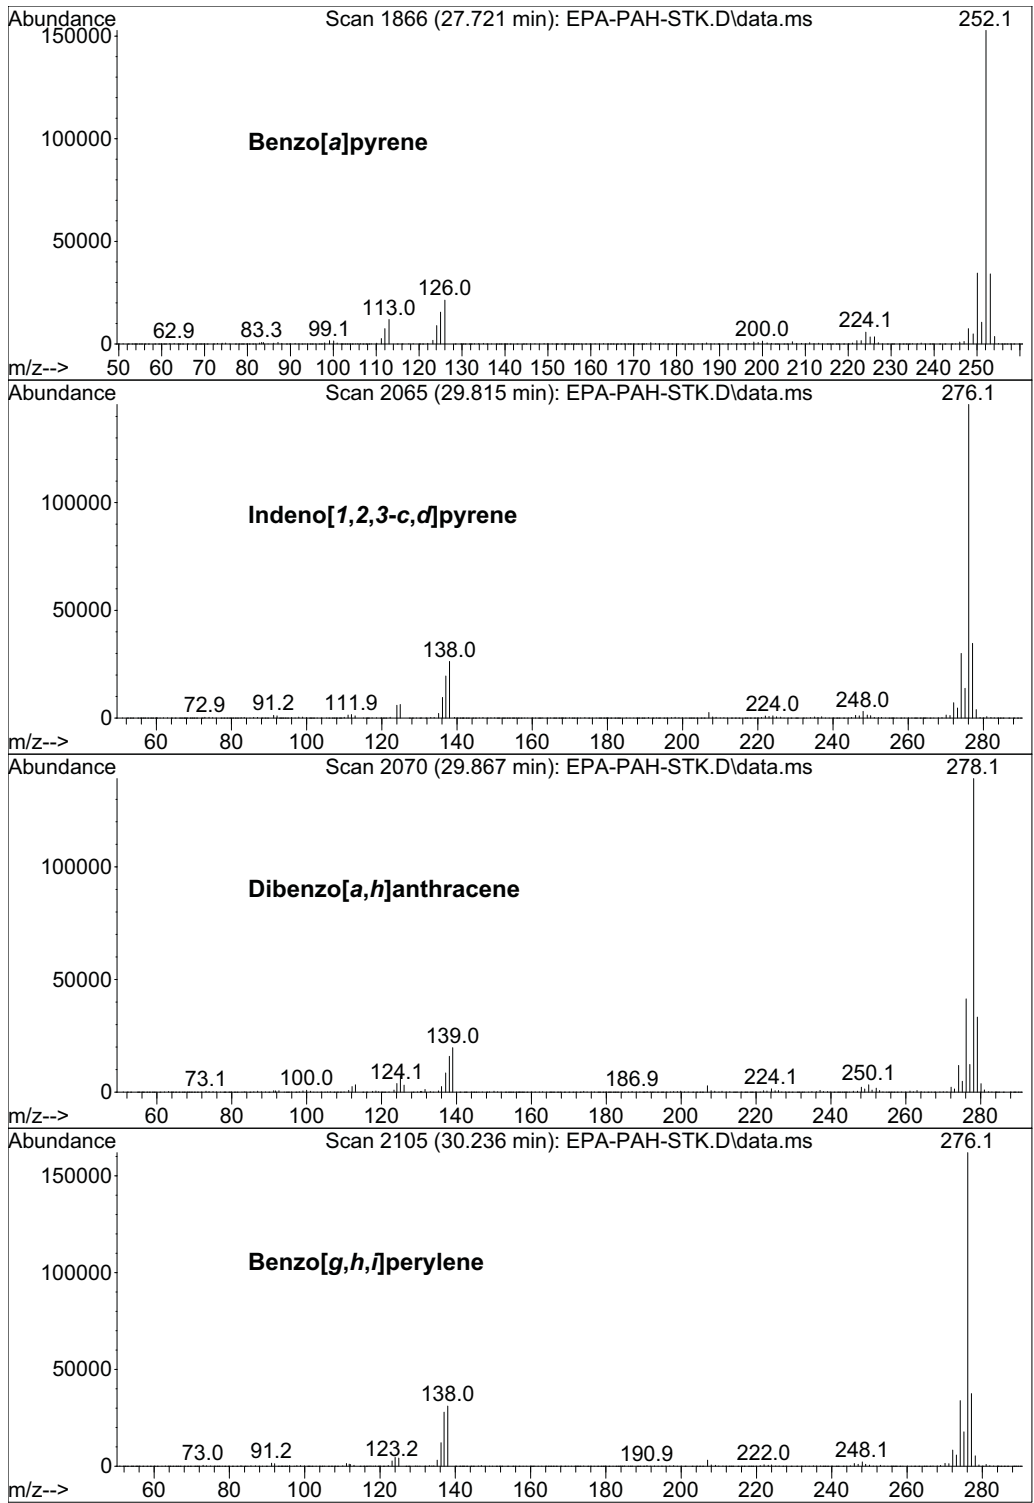 Abundance Scan 1866 (27.721 min): EPA-PAH-STK.D\data.ms 252.1
150000
100000
Benzo[a]pyrene
50000
126.0
113.0
62.9 83.3 99.1 200.0 224.1
0
50 60 70 80 90 100 110 120 130 140 150 160 170 180 190 200 210 220 230 240 250
m/z-->
Abundance Scan 2065 (29.815 min): EPA-PAH-STK.D\data.ms 276.1
100000
Indeno[1,2,3-c,d]pyrene
50000
138.0
72.9 91.2 111.9 224.0 248.0
0
60 80 100 120 140 160 180 200 220 240 260 280
m/z-->
Abundance Scan 2070 (29.867 min): EPA-PAH-STK.D\data.ms 278.1
100000
Dibenzo[a,h]anthracene
50000
139.0
73.1 100.0 124.1 186.9 224.1 250.1
0
60 80 100 120 140 160 180 200 220 240 260 280
m/z-->
Abundance Scan 2105 (30.236 min): EPA-PAH-STK.D\data.ms 276.1
150000
100000
Benzo[g,h,i]perylene
50000
138.0
73.0 91.2 123.2 190.9 222.0 248.1
0
60 80 100 120 140 160 180 200 220 240 260 280
m/z-->